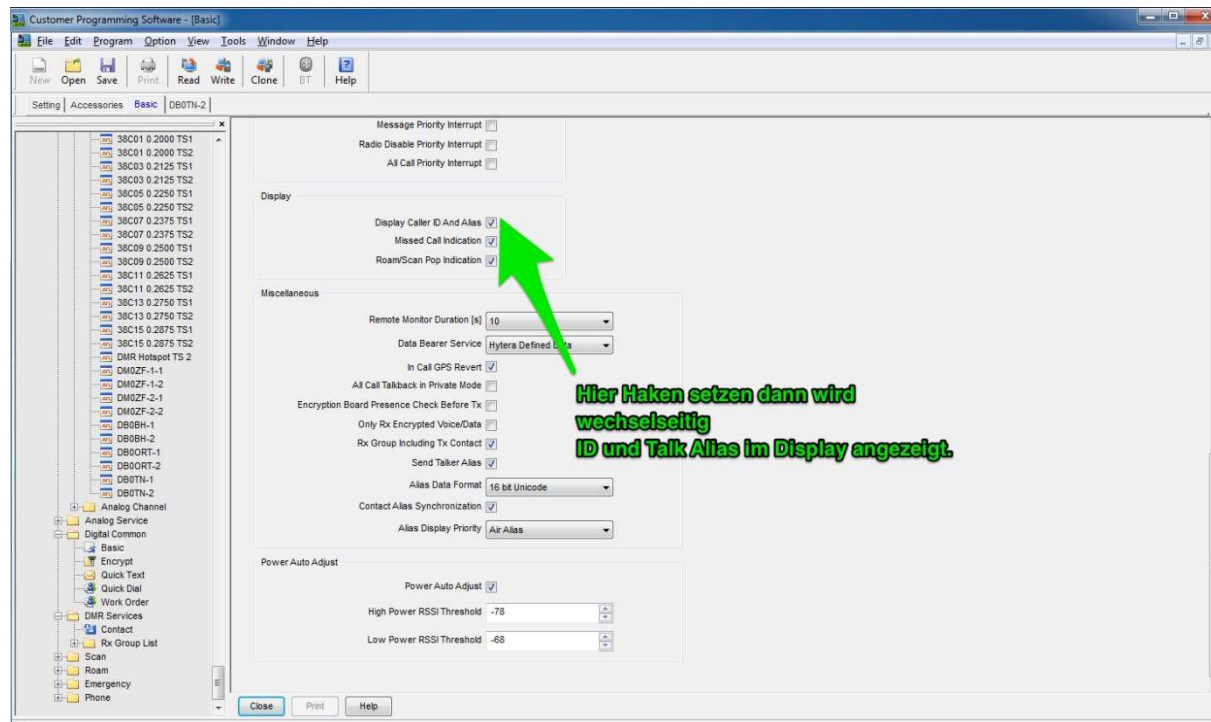 Customer Programming Software - [Basic]
File Edit Program Option View Tools Window Help
New Open Save Print Read Write Clone BT Help
Setting Accessories Basic DB0TN-2
38C01 0.2000 TS1
38C01 0.2000 TS2
38C03 0.2125 TS1
38C03 0.2125 TS2
38C05 0.2250 TS1
38C05 0.2250 TS2
38C07 0.2375 TS1
38C07 0.2375 TS2
38C09 0.2500 TS1
38C09 0.2500 TS2
38C11 0.2625 TS1
38C11 0.2625 TS2
38C13 0.2750 TS1
38C13 0.2750 TS2
38C15 0.2875 TS1
38C15 0.2875 TS2
DMR Hotspot TS 2
DM0ZF-1-1
DM0ZF-1-2
DM0ZF-2-1
DM0ZF-2-2
DB0BH-1
DB0BH-2
DB0ORT-1
DB0ORT-2
DB0TN-1
DB0TN-2
Analog Channel
Analog Service
Digital Common
Basic
Encrypt
Quick Text
Quick Dial
Work Order
DMR Services
Contact
Rx Group List
Scan
Roam
Emergency
Phone
Message Priority Interrupt
Radio Disable Priority Interrupt
All Call Priority Interrupt
Display
Display Caller ID And Alias
Missed Call Indication
Roam/Scan Pop Indication
Miscellaneous
Remote Monitor Duration [s] 10
Data Bearer Service Hytera Defined
In Call GPS Revert
All Call Talkback in Private Mode
Encryption Board Presence Check Before Tx
Only Rx Encrypted Voice/Data
Rx Group Including Tx Contact
Send Talker Alias
Alias Data Format 16 bit Unicode
Contact Alias Synchronization
Alias Display Priority Air Alias
Hier Haken setzen dann wird
wechselseitig
ID und Talk Alias im Display angezeigt.
Power Auto Adjust
Power Auto Adjust
High Power RSSI Threshold -78
Low Power RSSI Threshold -68
Close Print Help